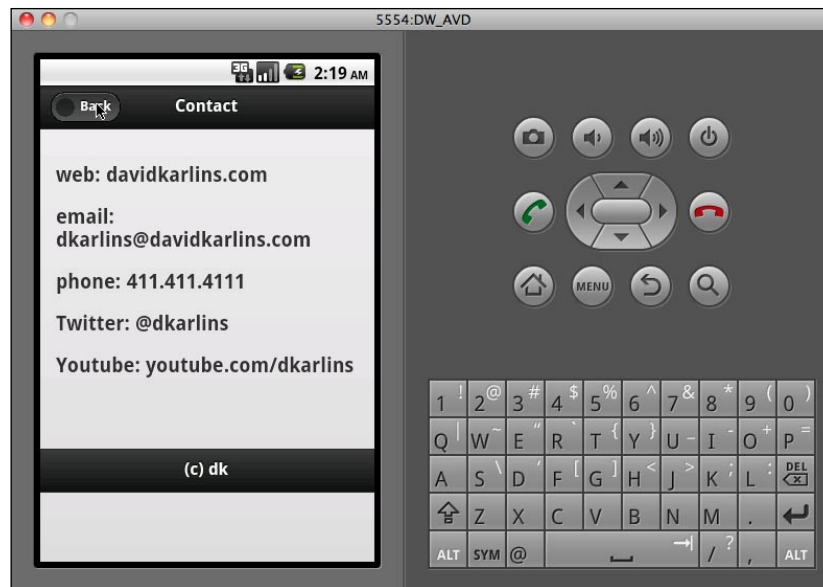 5554:DW_AVD
3G 2:19 AM
Back Contact
web: davidkarlins.com
email:
dkarlins@davidkarlins.com
phone: 411.411.4111
Twitter: @dkarlins
Youtube: youtube.com/dkarlins
(c) dk
MENU
1 ! 2 @ 3 # 4 $ 5 % 6 ^ 7 & 8 * 9 ( 0 )
Q | W ~ E " R ` T { Y } U _ I - O + P =
A S \ D ' F [ G ] H < J > K ; L : DEL
Z X C V B N M .
ALT SYM @ / ? , ALT